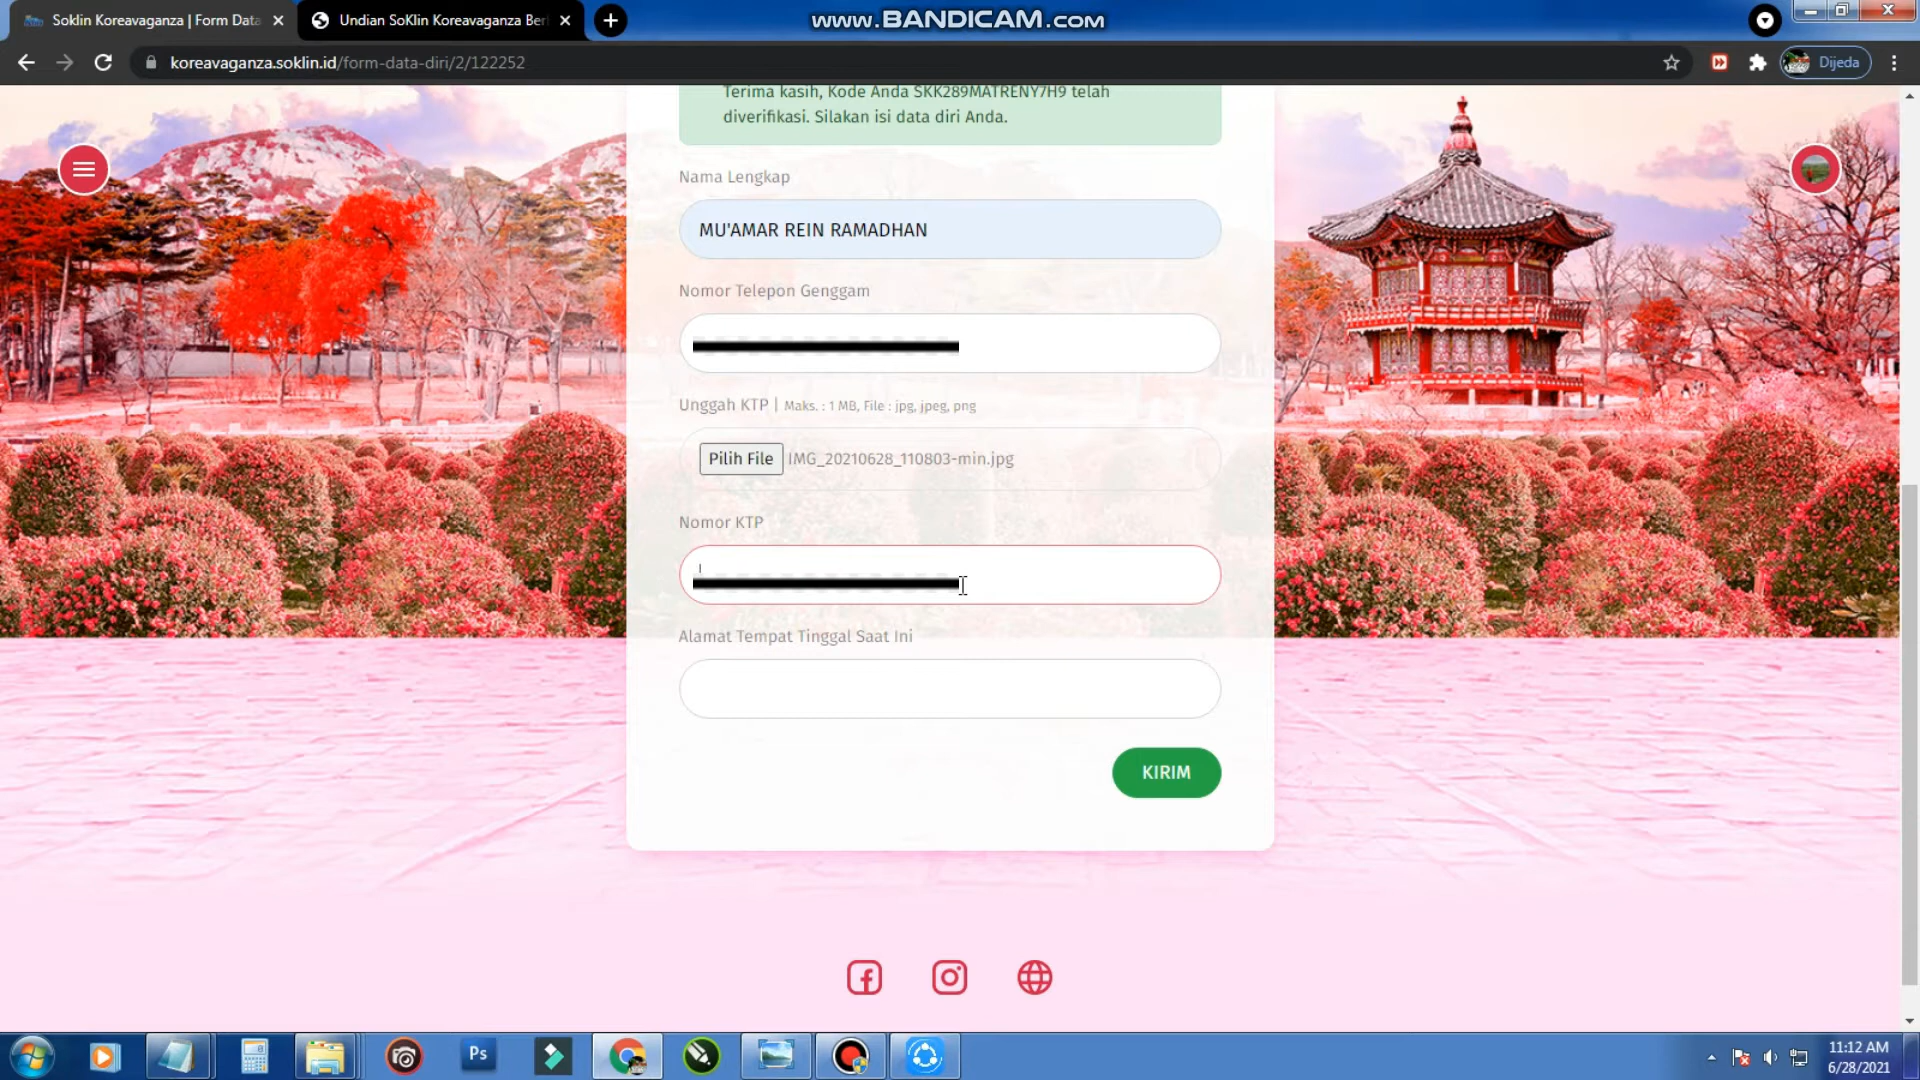 Soklin Koreavaganza | Form Data
Undian SoKlin Koreavaganza Ber
www.BANDICAM.com
koreavaganza.soklin.id/form-data-diri/2/122252
Dijeda
Terima kasih, Kode Anda SKK289MATRENY7H9 telah
diverifikasi. Silakan isi data diri Anda.
Nama Lengkap
MU'AMAR REIN RAMADHAN
Nomor Telepon Genggam
Unggah KTP | Maks. : 1 MB, File : jpg, jpeg, png
Pilih File IMG_20210628_110803-min.jpg
Nomor KTP
Alamat Tempat Tinggal Saat Ini
KIRIM
Ps
11:12 AM
6/28/2021